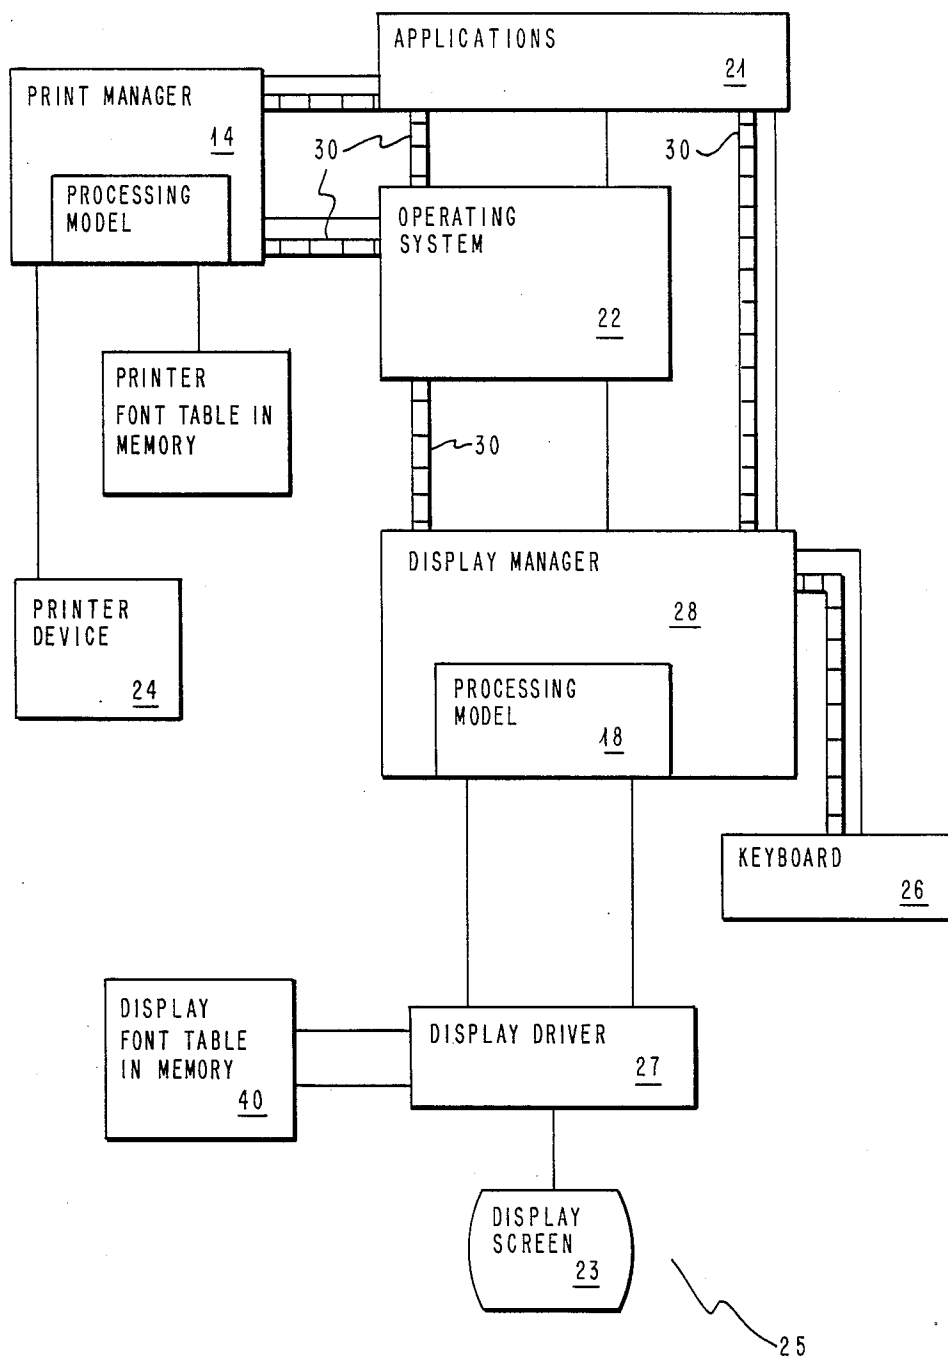 APPLICATIONS
21
PRINT MANAGER
14
PROCESSING
MODEL
30
30
OPERATING
SYSTEM
22
PRINTER
FONT TABLE IN
MEMORY
30
DISPLAY MANAGER
28
PRINTER
DEVICE
24
PROCESSING
MODEL
18
KEYBOARD
26
DISPLAY
FONT TABLE
IN MEMORY
40
DISPLAY DRIVER
27
DISPLAY
SCREEN
23
25